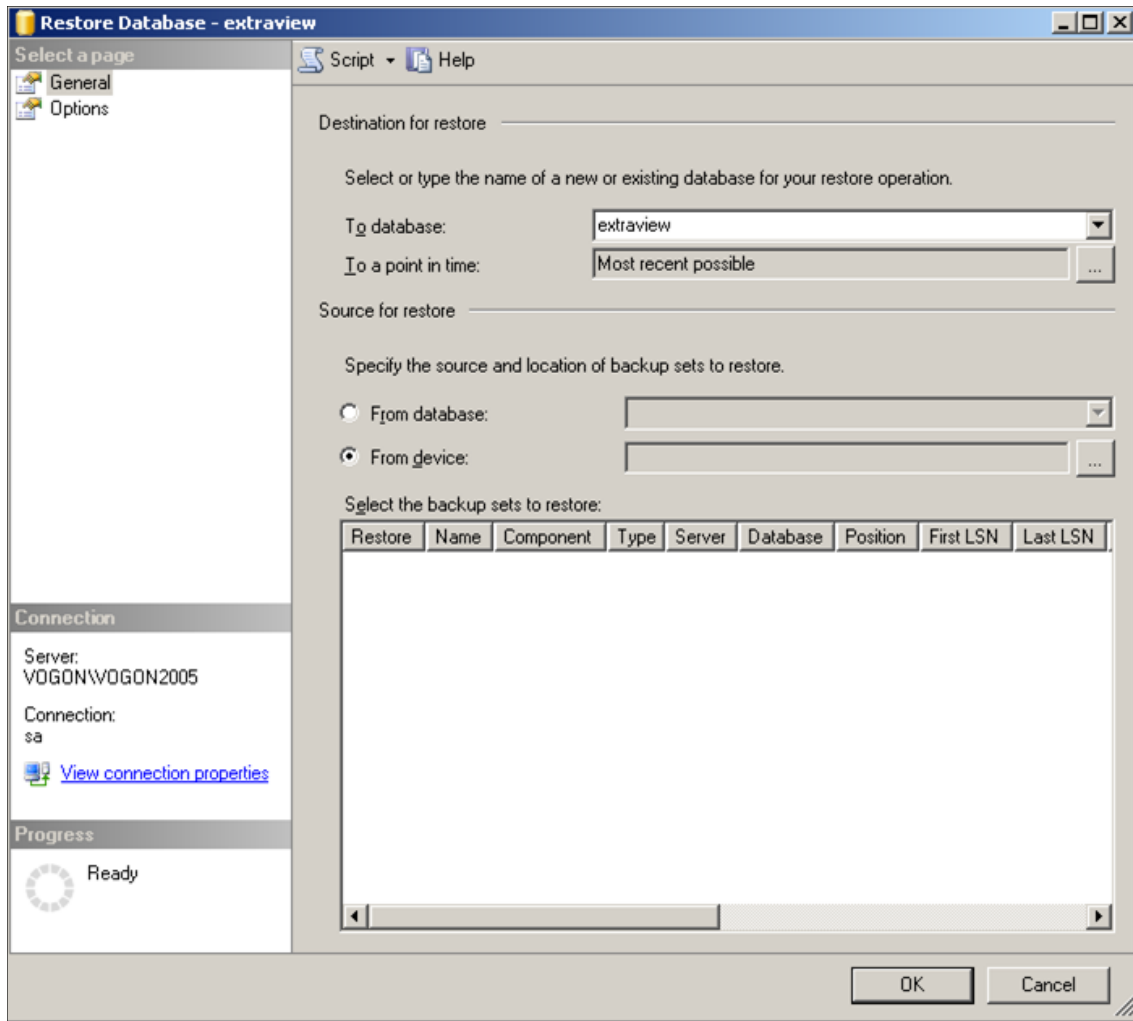 Restore Database - extraview
Select a page
General
Options
Script Help
Destination for restore
Select or type the name of a new or existing database for your restore operation.
To database: extraview
To a point in time: Most recent possible ...
Source for restore
Specify the source and location of backup sets to restore.
From database:
From device: ...
Select the backup sets to restore:
Restore Name Component Type Server Database Position First LSN Last LSN
Connection
Server:
VOGON\VOGON2005
Connection:
sa
View connection properties
Progress
Ready
OK Cancel